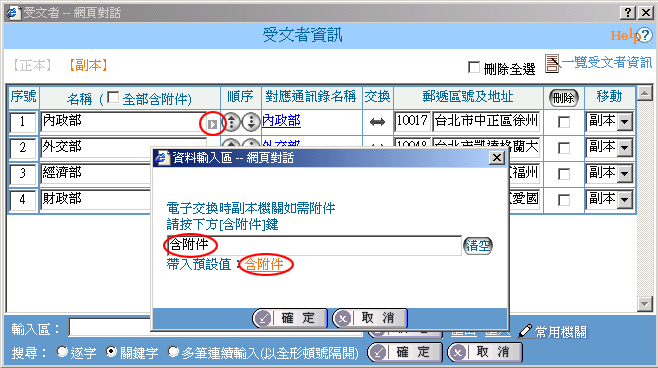 受文者 -- 網頁對話
受文者資訊
Help
【正本】 【副本】
刪除全選
一覽受文者資訊
序號 名稱 ( 全部含附件) 順序 對應通訊錄名稱 交換 郵遞區號及地址 刪除 移動
1 內政部 內政部 10017 台北市中正區徐州 副本
2 外交部 外交部 10048 台北市凱達格蘭大 副本
3 經濟部 區福州 副本
4 財政部 區愛國 副本
資料輸入區 -- 網頁對話
電子交換時副本機關如需附件
請按下方[含附件]鍵
含附件
清空
帶入預設值：含附件
確 定 取 消
輸入區：
常用機關
搜尋： 逐字 關鍵字 多筆連續輸入(以全形頓號隔開) 確 定 取 消